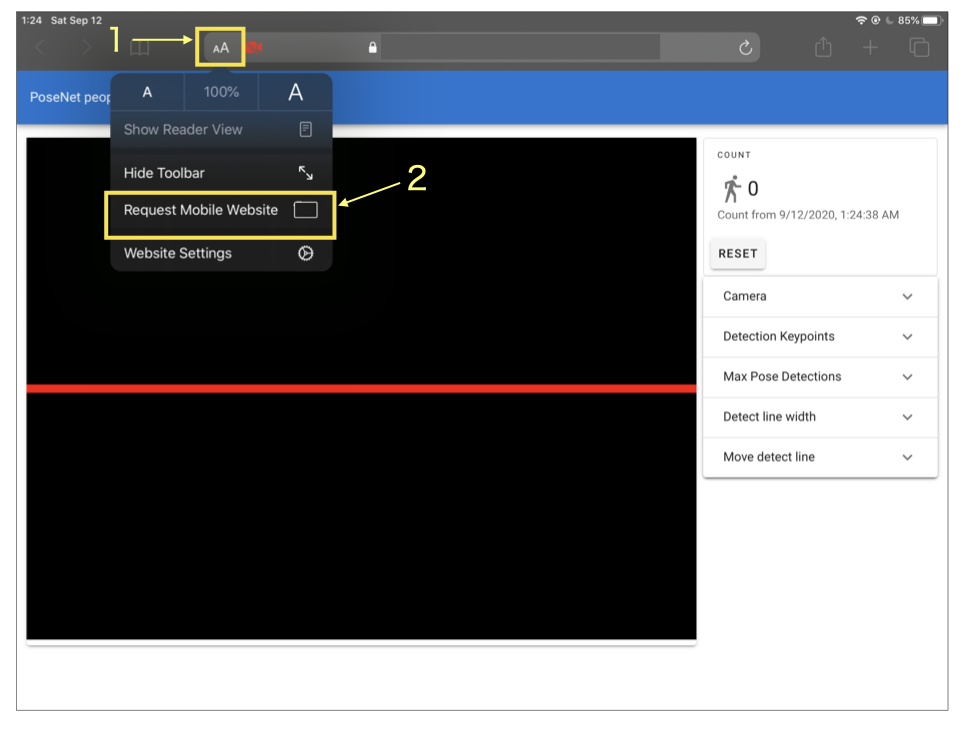 1:24 Sat Sep 12
85%
1
AA
PoseNet peop
A 100% A
Show Reader View
Hide Toolbar
2
Request Mobile Website
Website Settings
COUNT
0
Count from 9/12/2020, 1:24:38 AM
RESET
Camera
Detection Keypoints
Max Pose Detections
Detect line width
Move detect line